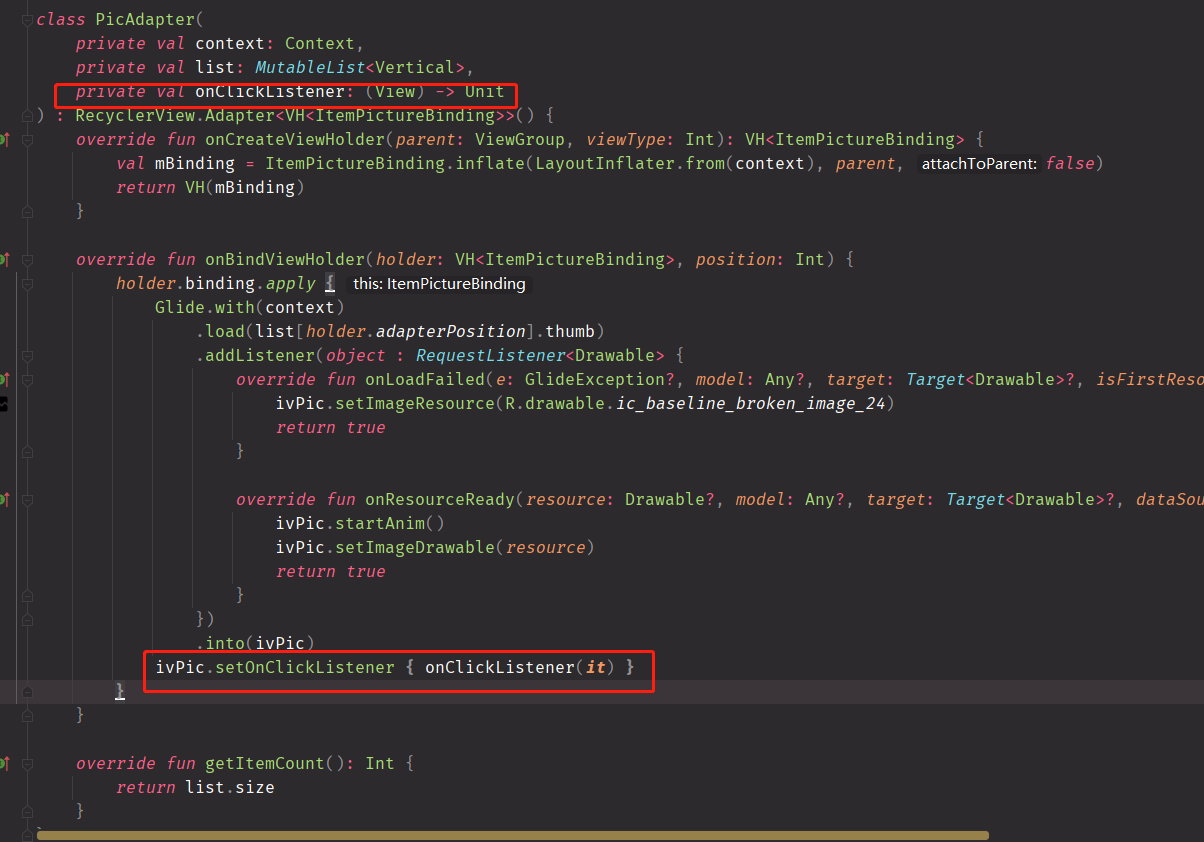 class PicAdapter(
    private val context: Context,
    private val list: MutableList<Vertical>,
    private val onClickListener: (View) -> Unit
) : RecyclerView.Adapter<VH<ItemPictureBinding>>() {
    override fun onCreateViewHolder(parent: ViewGroup, viewType: Int): VH<ItemPictureBinding> {
        val mBinding = ItemPictureBinding.inflate(LayoutInflater.from(context), parent, attachToParent: false)
        return VH(mBinding)
    }
    override fun onBindViewHolder(holder: VH<ItemPictureBinding>, position: Int) {
        holder.binding.apply { this: ItemPictureBinding
            Glide.with(context)
                .load(list[holder.adapterPosition].thumb)
                .addListener(object : RequestListener<Drawable> {
                    override fun onLoadFailed(e: GlideException?, model: Any?, target: Target<Drawable>?, isFirstReso
                        ivPic.setImageResource(R.drawable.ic_baseline_broken_image_24)
                        return true
                    }
                    override fun onResourceReady(resource: Drawable?, model: Any?, target: Target<Drawable>?, dataSou
                        ivPic.startAnim()
                        ivPic.setImageDrawable(resource)
                        return true
                    }
                })
                .into(ivPic)
            ivPic.setOnClickListener { onClickListener(it) }
        }
    }
    override fun getItemCount(): Int {
        return list.size
    }